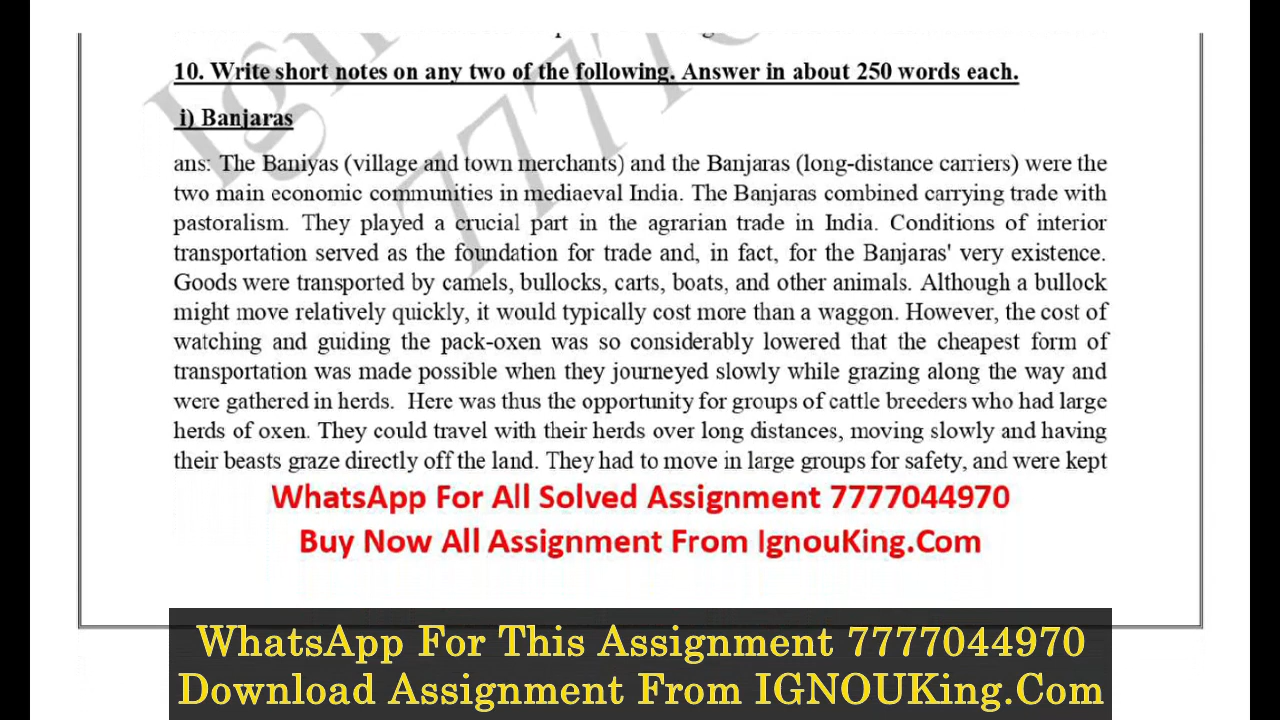 10. Write short notes on any two of the following. Answer in about 250 words each.
i) Banjaras
ans: The Baniyas (village and town merchants) and the Banjaras (long-distance carriers) were the
two main economic communities in mediaeval India. The Banjaras combined carrying trade with
pastoralism. They played a crucial part in the agrarian trade in India. Conditions of interior
transportation served as the foundation for trade and, in fact, for the Banjaras' very existence.
Goods were transported by camels, bullocks, carts, boats, and other animals. Although a bullock
might move relatively quickly, it would typically cost more than a waggon. However, the cost of
watching and guiding the pack-oxen was so considerably lowered that the cheapest form of
transportation was made possible when they journeyed slowly while grazing along the way and
were gathered in herds. Here was thus the opportunity for groups of cattle breeders who had large
herds of oxen. They could travel with their herds over long distances, moving slowly and having
their beasts graze directly off the land. They had to move in large groups for safety, and were kept
WhatsApp For All Solved Assignment 7777044970
Buy Now All Assignment From IgnouKing.Com
WhatsApp For This Assignment 7777044970
Download Assignment From IGNOUKing.Com